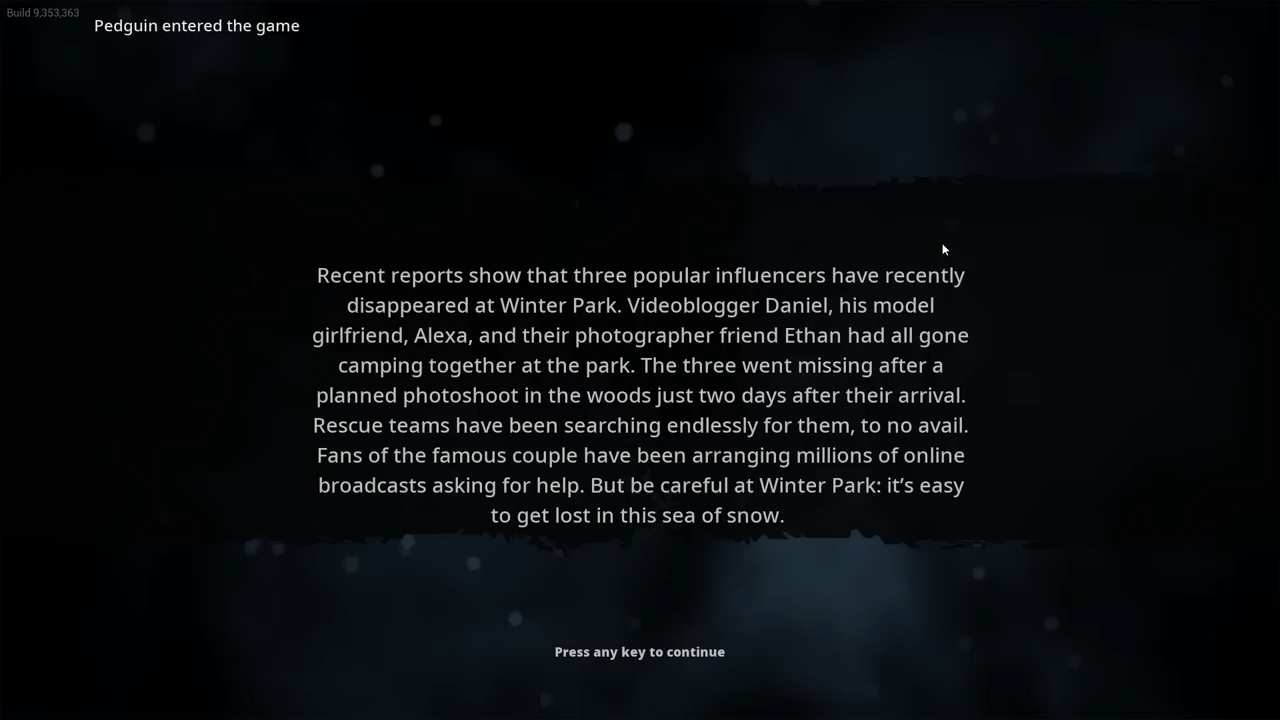 Build 9,353,363
Pedguin entered the game
Recent reports show that three popular influencers have recently
disappeared at Winter Park. Videoblogger Daniel, his model
girlfriend, Alexa, and their photographer friend Ethan had all gone
camping together at the park. The three went missing after a
planned photoshoot in the woods just two days after their arrival.
Rescue teams have been searching endlessly for them, to no avail.
Fans of the famous couple have been arranging millions of online
broadcasts asking for help. But be careful at Winter Park: it’s easy
to get lost in this sea of snow.
Press any key to continue